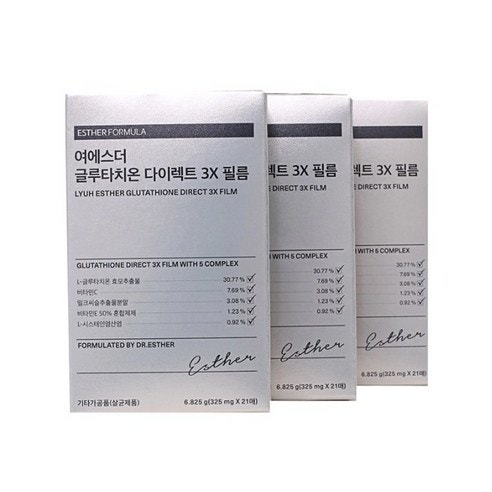 ESTHER FORMULA
여에스더
글루타치온 다이렉트 3X 필름
LYUH ESTHER GLUTATHIONE DIRECT 3X FILM
GLUTATHIONE DIRECT 3X FILM WITH 5 COMPLEX
L-글루타치온 효모추출물 30.77 %
비타민C 7.69 %
밀크씨슬추출물분말 3.08 %
비타민E 50% 혼합제제 1.23 %
L-시스테인염산염 0.92 %
FORMULATED BY DR.ESTHER
Esther
기타가공품(살균제품) 6.825 g(325 mg X 21매)
렉트 3X 필름
DIRECT 3X FILM
M WITH 5 COMPLEX
30.77 %
7.69 %
3.08 %
1.23 %
0.92 %
Esther
6.825 g(325 mg X 21매)
렉트 3X 필름
DIRECT 3X FILM
M WITH 5 COMPLEX
30.77 %
7.69 %
3.08 %
1.23 %
0.92 %
Esther
6.825 g(325 mg X 21매)